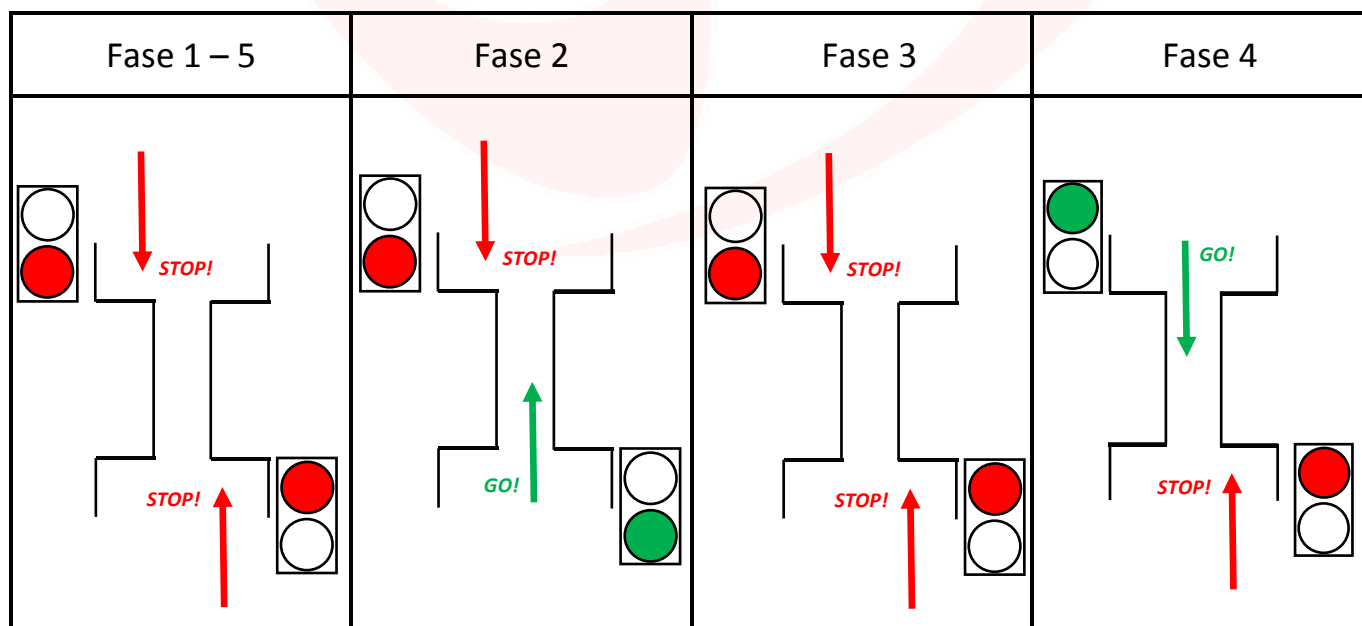 Fase 1 – 5
Fase 2
Fase 3
Fase 4
STOP!
STOP!
STOP!
GO!
STOP!
STOP!
GO!
STOP!